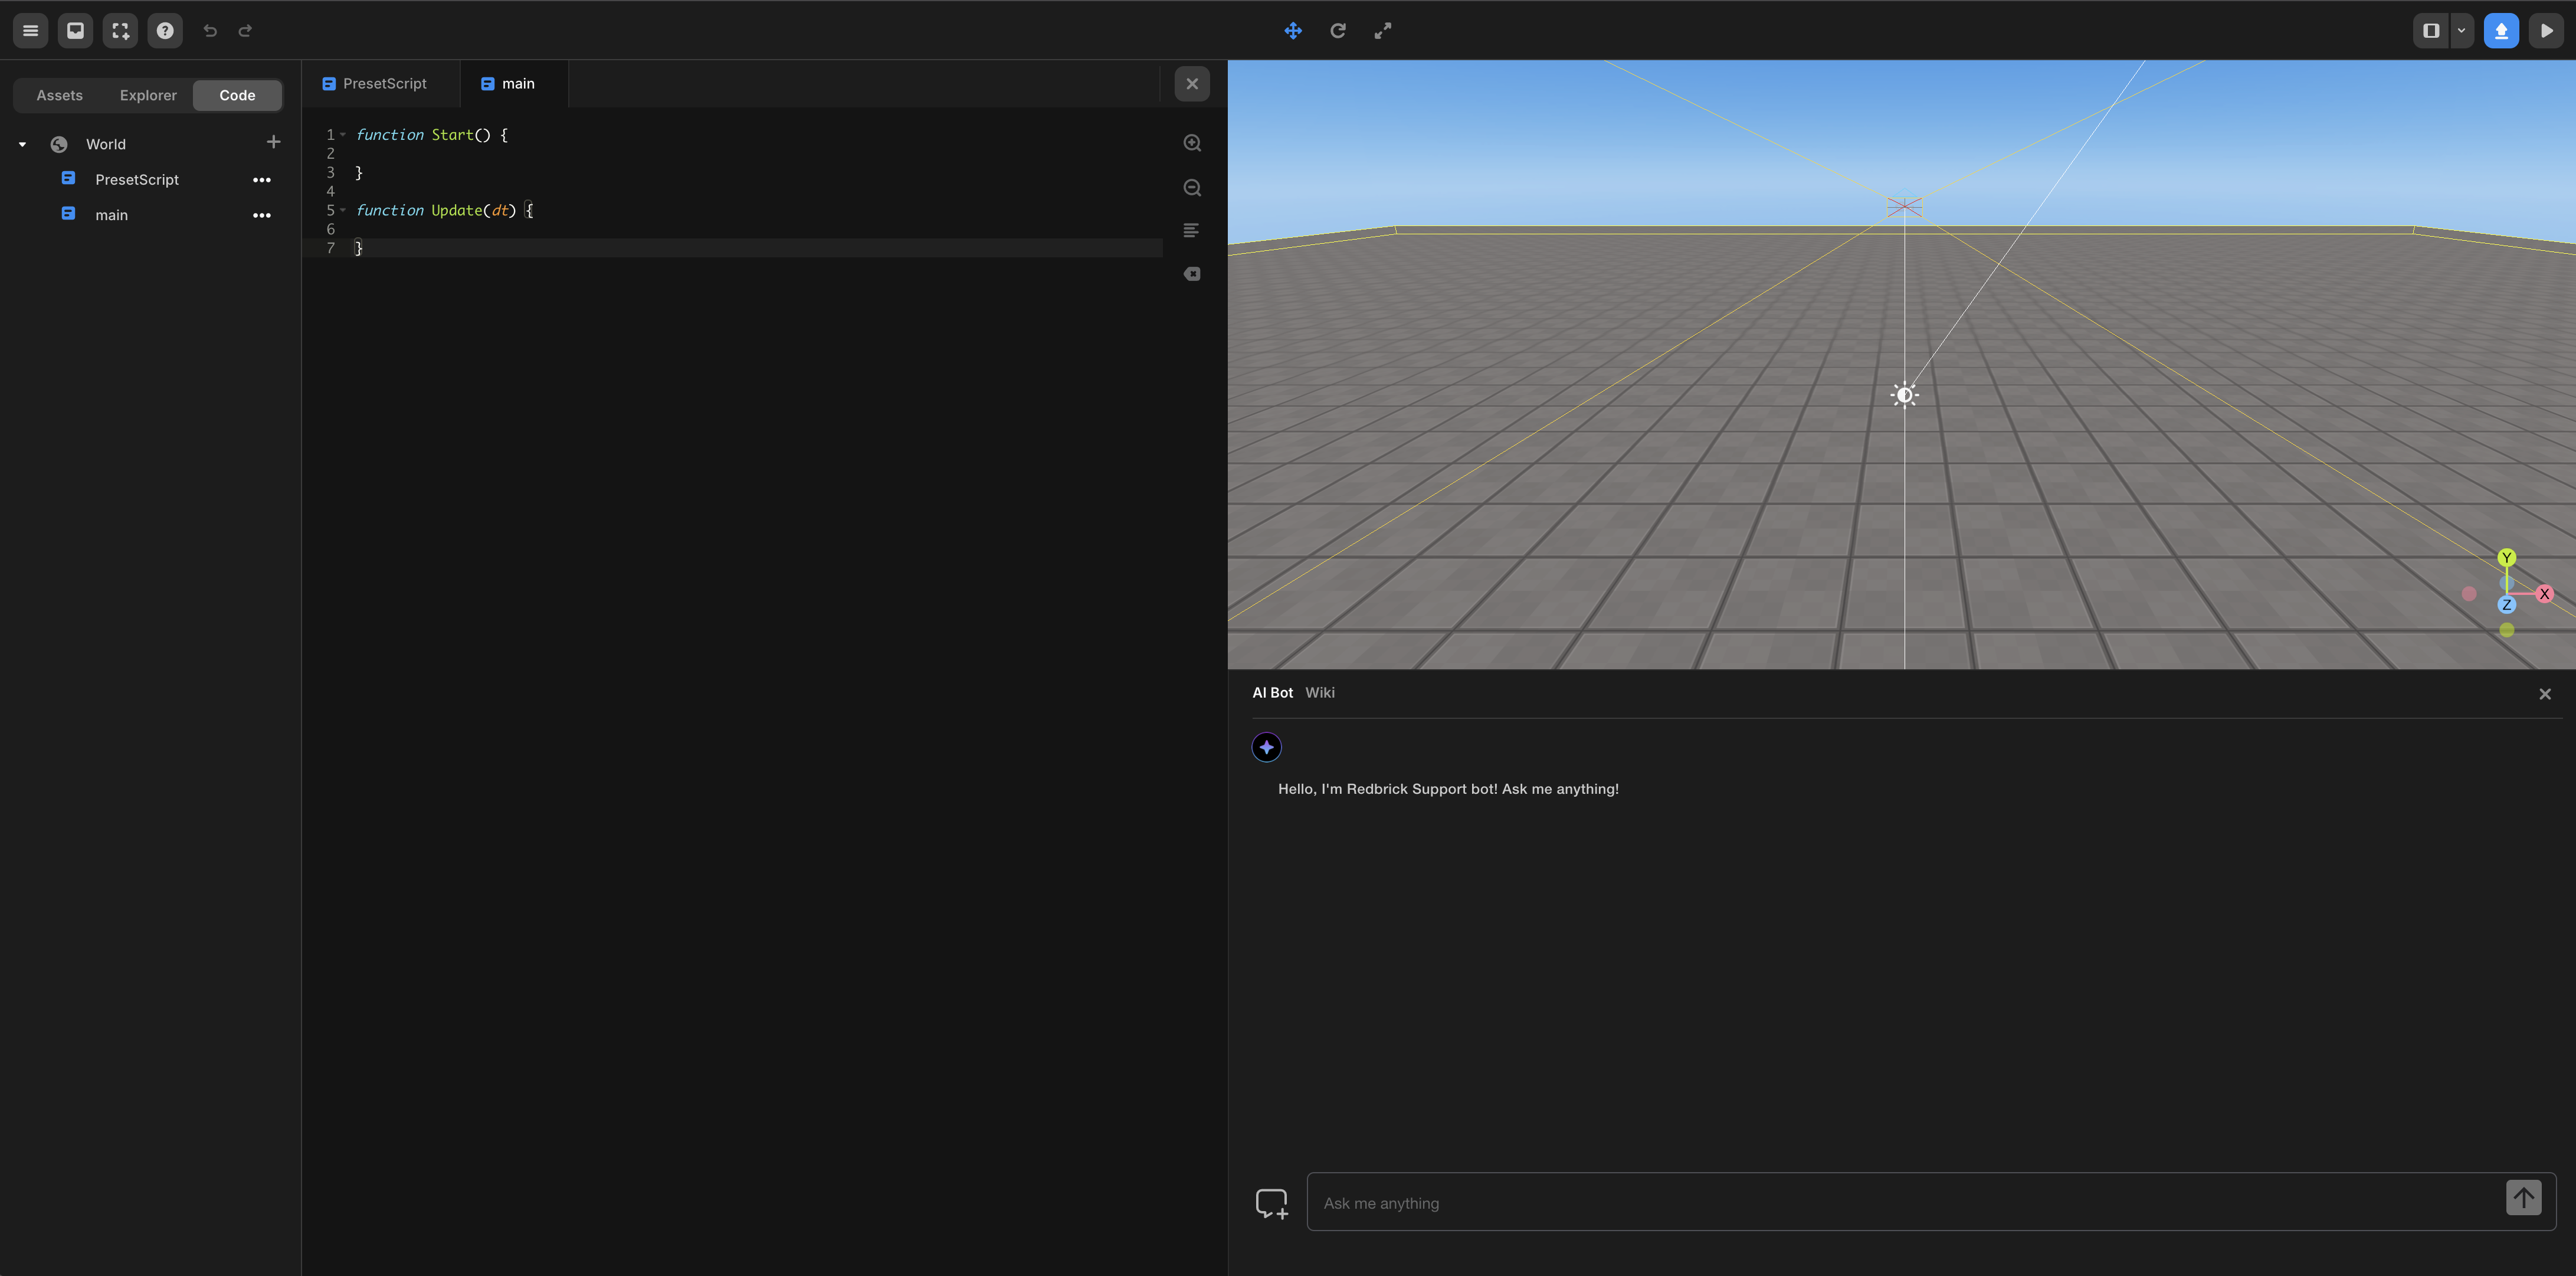 Assets Explorer Code
World
PresetScript
main
PresetScript main
1 function Start() {
2
3 }
4
5 function Update(dt) {
6
7 }
Y
X
Z
AI Bot Wiki
Hello, I'm Redbrick Support bot! Ask me anything!
Ask me anything